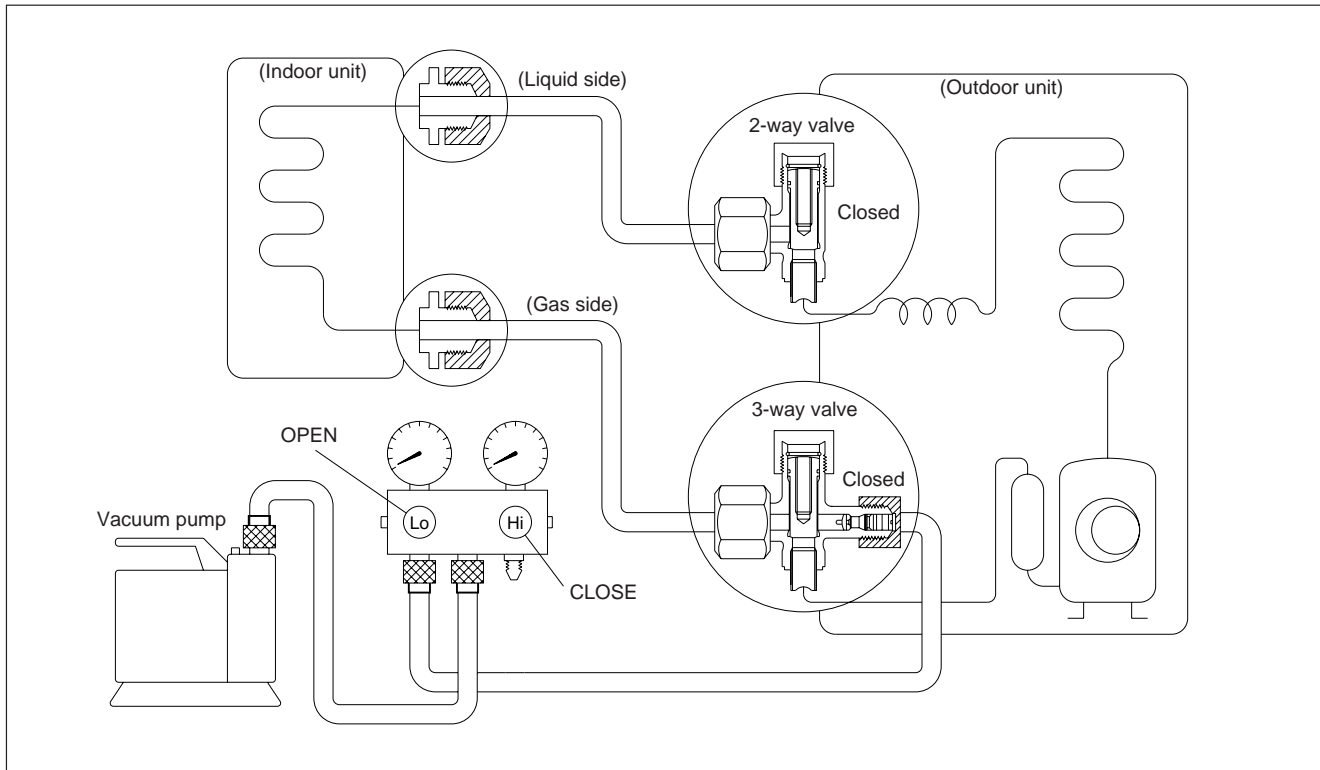 (Indoor unit)
(Liquid side)
(Outdoor unit)
2-way valve
Closed
(Gas side)
3-way valve
Closed
OPEN
Lo
Hi
Vacuum pump
CLOSE